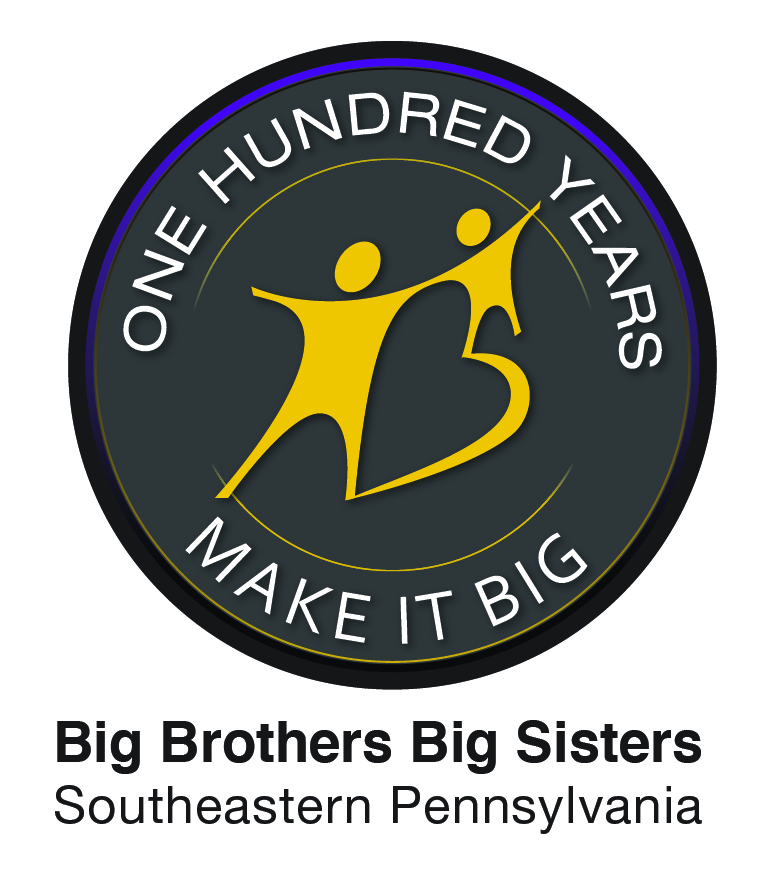 ONE HUNDRED YEARS
MAKE IT BIG
Big Brothers Big Sisters
Southeastern Pennsylvania